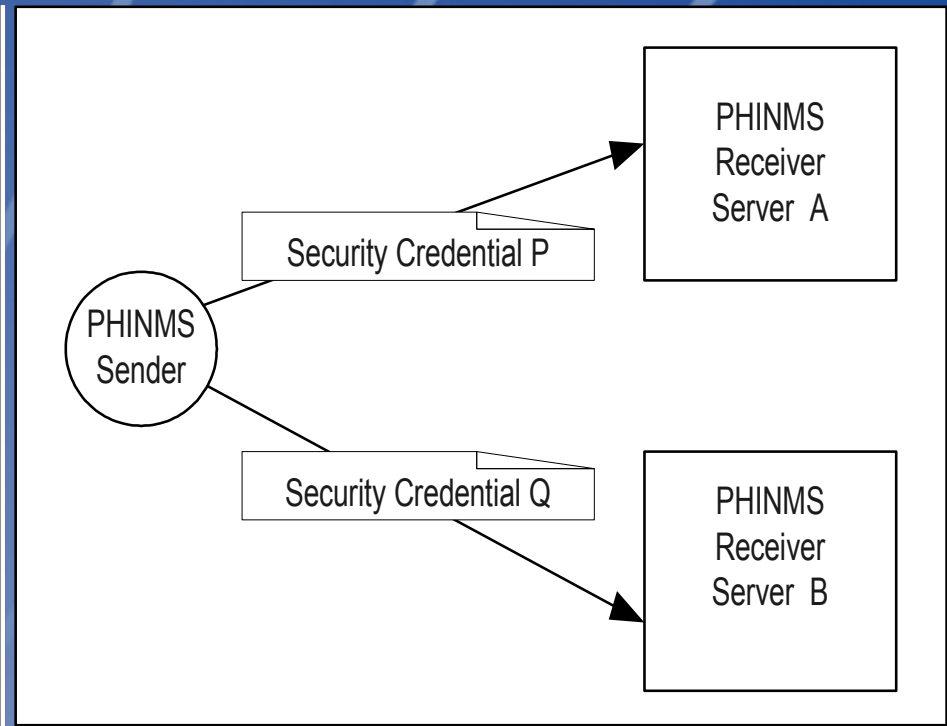 PHINMS
Receiver
Server A
Security Credential P
PHINMS
Sender
Security Credential Q
PHINMS
Receiver
Server B